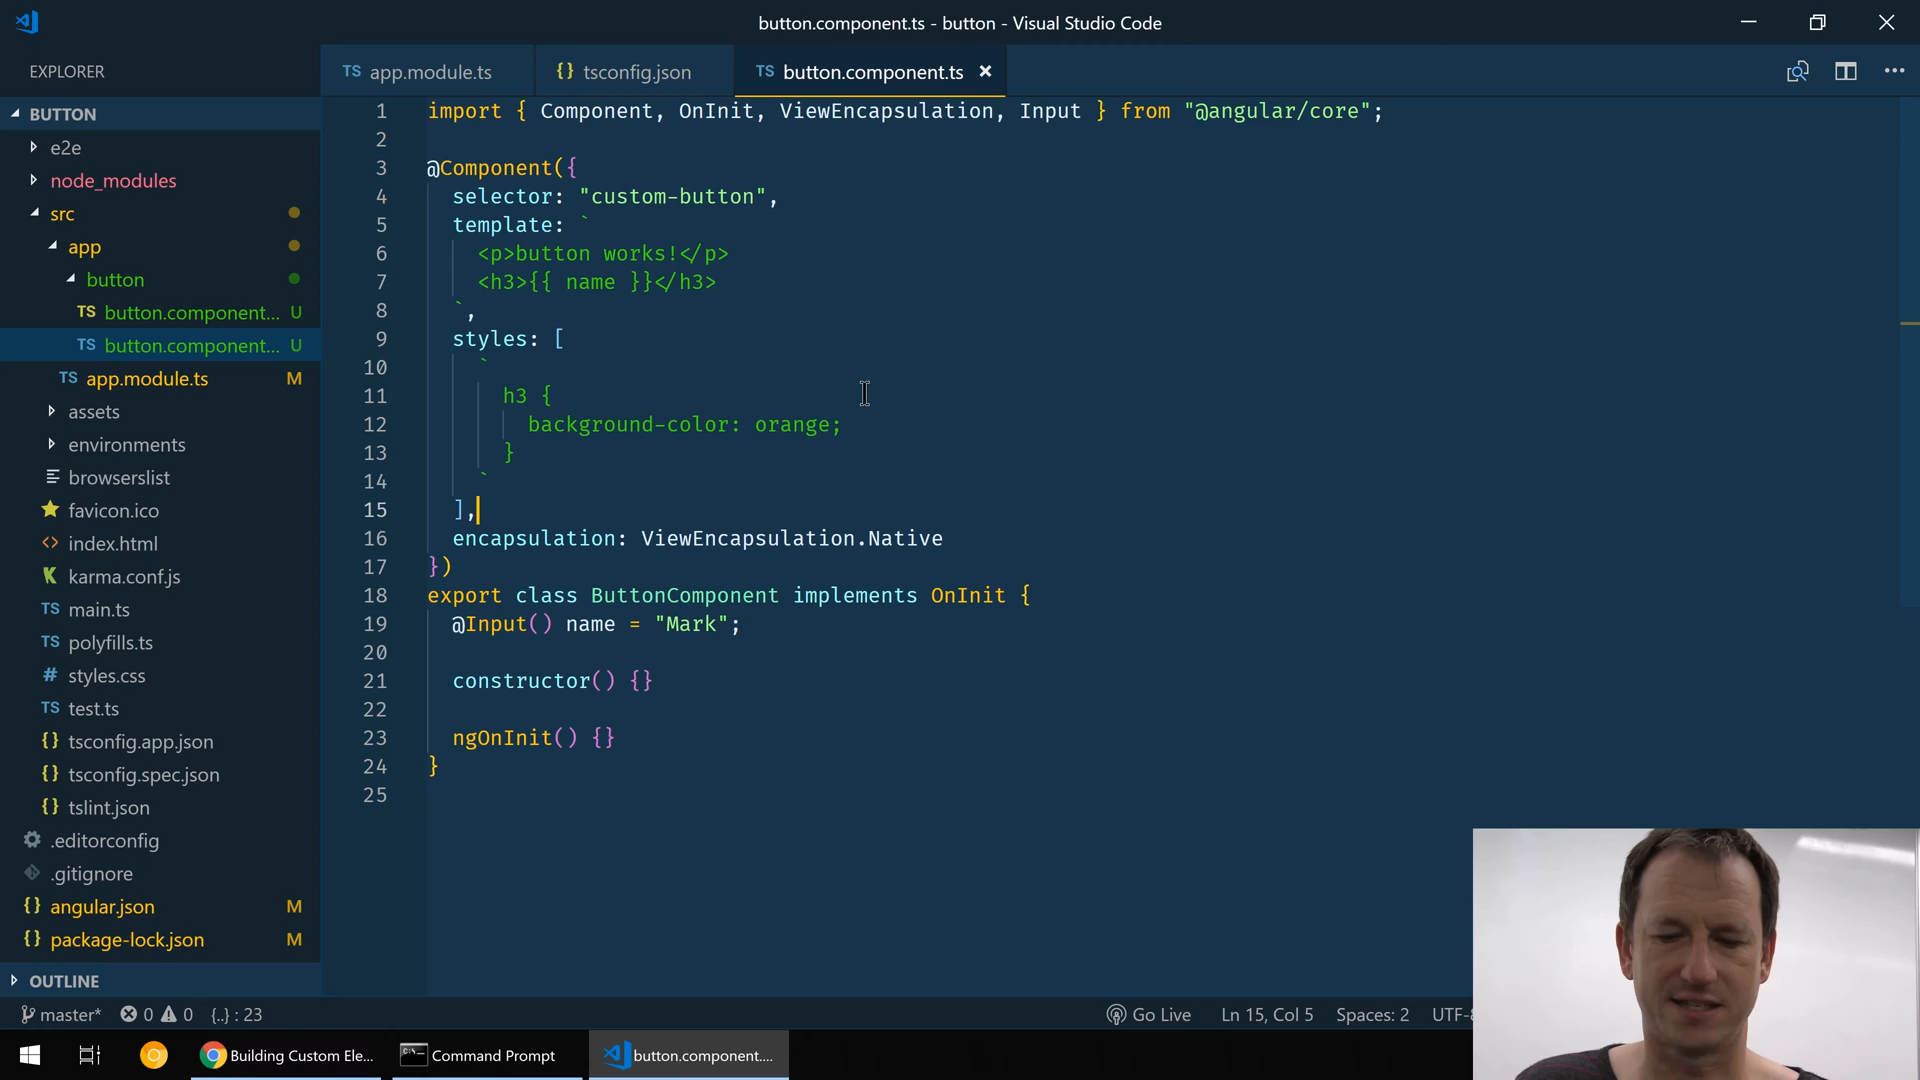 button.component.ts - button - Visual Studio Code
EXPLORER
TS app.module.ts
{} tsconfig.json
TS button.component.ts
BUTTON
e2e
node_modules
src
app
button
TS button.component... U
TS button.component... U
TS app.module.ts M
assets
environments
browserslist
favicon.ico
<> index.html
karma.conf.js
TS main.ts
TS polyfills.ts
# styles.css
TS test.ts
{} tsconfig.app.json
{} tsconfig.spec.json
{} tslint.json
.editorconfig
.gitignore
{} angular.json M
{} package-lock.json M
OUTLINE
1 import { Component, OnInit, ViewEncapsulation, Input } from "@angular/core";
2
3 @Component({
4 selector: "custom-button",
5 template: `
6 <p>button works!</p>
7 <h3>{{ name }}</h3>
8 `,
9 styles: [
10 `
11 h3 {
12 background-color: orange;
13 }
14 `
15 ],
16 encapsulation: ViewEncapsulation.Native
17 })
18 export class ButtonComponent implements OnInit {
19 @Input() name = "Mark";
20
21 constructor() {}
22
23 ngOnInit() {}
24 }
25
master* 0 0 {..} : 23
Go Live Ln 15, Col 5 Spaces: 2 UTF-8
Building Custom Ele...
Command Prompt
button.component....